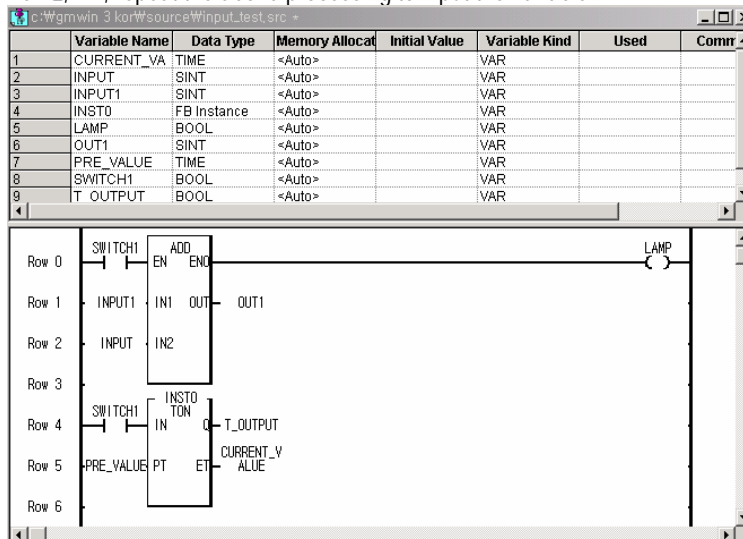 c:₩gmwin 3 kor₩source₩input_test.src *
Variable Name Data Type Memory Allocat Initial Value Variable Kind Used Comm
1 CURRENT_VA TIME <Auto> VAR
2 INPUT SINT <Auto> VAR
3 INPUT1 SINT <Auto> VAR
4 INST0 FB Instance <Auto> VAR
5 LAMP BOOL <Auto> VAR
6 OUT1 SINT <Auto> VAR
7 PRE_VALUE TIME <Auto> VAR
8 SWITCH1 BOOL <Auto> VAR
9 T_OUTPUT BOOL <Auto> VAR
SWITCH1 ADD LAMP
Row 0 EN ENO
Row 1 INPUT1 IN1 OUT OUT1
Row 2 INPUT IN2
Row 3
INST0
SWITCH1 TON
Row 4 IN Q T_OUTPUT
CURRENT_V
Row 5 PRE_VALUE PT ET ALUE
Row 6